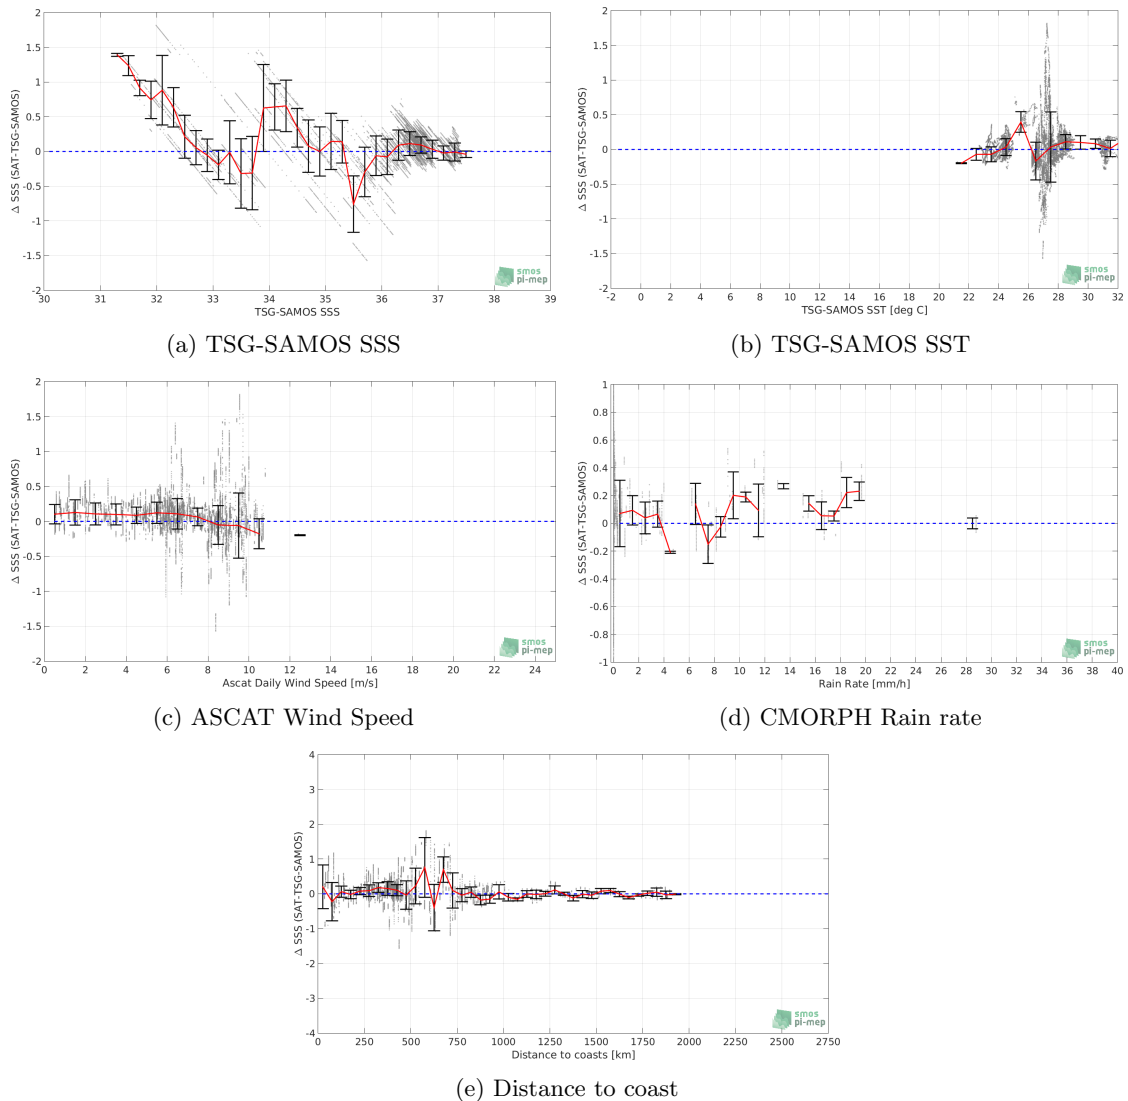 2
1.5
1
0.5
0
-0.5
-1
-1.5
-2
Δ SSS (SAT-TSG-SAMOS)
30 31 32 33 34 35 36 37 38 39
TSG-SAMOS SSS
smos
pi-mep
(a) TSG-SAMOS SSS
2
1.5
1
0.5
0
-0.5
-1
-1.5
-2
Δ SSS (SAT-TSG-SAMOS)
-2 0 2 4 6 8 10 12 14 16 18 20 22 24 26 28 30 32
TSG-SAMOS SST [deg C]
smos
pi-mep
(b) TSG-SAMOS SST
2
1.5
1
0.5
0
-0.5
-1
-1.5
-2
Δ SSS (SAT-TSG-SAMOS)
0 2 4 6 8 10 12 14 16 18 20 22 24
Ascat Daily Wind Speed [m/s]
smos
pi-mep
(c) ASCAT Wind Speed
1
0.8
0.6
0.4
0.2
0
-0.2
-0.4
-0.6
-0.8
-1
Δ SSS (SAT-TSG-SAMOS)
0 2 4 6 8 10 12 14 16 18 20 22 24 26 28 30 32 34 36 38 40
Rain Rate [mm/h]
smos
pi-mep
(d) CMORPH Rain rate
4
3
2
1
0
-1
-2
-3
-4
Δ SSS (SAT-TSG-SAMOS)
0 250 500 750 1000 1250 1500 1750 2000 2250 2500 2750
Distance to coasts [km]
smos
pi-mep
(e) Distance to coast